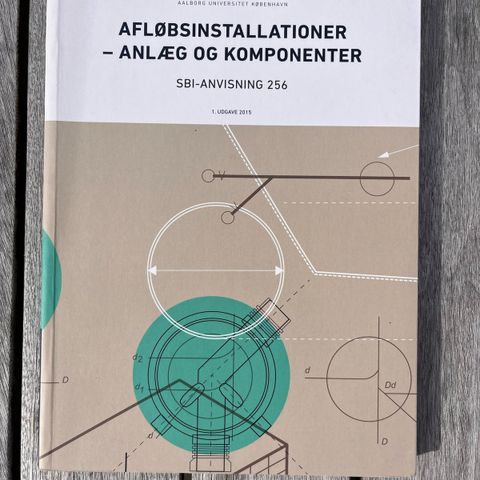 AALBORG UNIVERSITET KØBENHAVN
AFLØBSINSTALLATIONER
– ANLÆG OG KOMPONENTER
SBI-ANVISNING 256
1. UDGAVE 2015
V
V
d₂
d₁
D
d
d
Dd
D